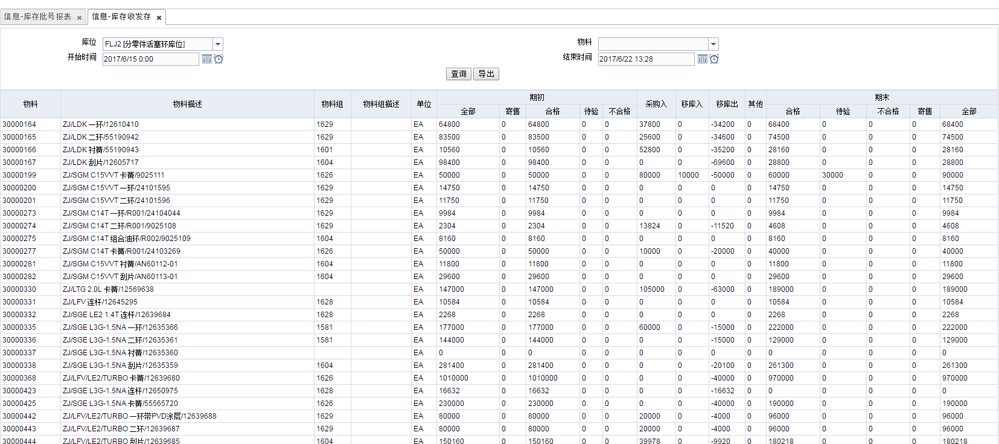 信息-库存批号报表 信息-库存收发存
库位 FLJ2 [分零件活塞环库位] 物料
开始时间 2017/6/15 0:00 结束时间 2017/6/22 13:28
查询 导出
物料 物料描述 物料组 物料组描述 单位 期初 采购入 移库入 移库出 其他 期末
全部 寄售 合格 待验 不合格 合格 待验 不合格 寄售 全部
30000164 ZJ/LDK 一环/12610410 1629 EA 64800 0 64800 0 0 37800 0 -34200 0 68400 0 0 0 68400
30000165 ZJ/LDK 二环/55190942 1629 EA 83500 0 83500 0 0 25600 0 -34600 0 74500 0 0 0 74500
30000166 ZJ/LDK 衬簧/55190943 1601 EA 10560 0 10560 0 0 52800 0 -35200 0 28160 0 0 0 28160
30000167 ZJ/LDK 刮片/12605717 1604 EA 98400 0 98400 0 0 0 0 -69600 0 28800 0 0 0 28800
30000199 ZJ/SGM C15VVT 卡簧/9025111 1626 EA 50000 0 50000 0 0 80000 10000 -50000 0 60000 30000 0 0 90000
30000200 ZJ/SGM C15VVT 一环/24101595 1629 EA 14750 0 14750 0 0 0 0 0 0 14750 0 0 0 14750
30000201 ZJ/SGM C15VVT 二环/24101596 1629 EA 11750 0 11750 0 0 0 0 0 0 11750 0 0 0 11750
30000273 ZJ/SGM C14T 一环/R001/24104044 1629 EA 9984 0 9984 0 0 0 0 0 0 9984 0 0 0 9984
30000274 ZJ/SGM C14T 二环/R001/9025108 1629 EA 2304 0 2304 0 0 13824 0 -11520 0 4608 0 0 0 4608
30000275 ZJ/SGM C14T 组合油环/R002/9025109 1604 EA 8160 0 8160 0 0 0 0 0 0 8160 0 0 0 8160
30000277 ZJ/SGM C14T 卡簧/R001/24103269 1626 EA 50000 0 50000 0 0 10000 0 -20000 0 40000 0 0 0 40000
30000281 ZJ/SGM C15VVT 衬簧/AN60112-01 1604 EA 11800 0 11800 0 0 0 0 0 0 11800 0 0 0 11800
30000282 ZJ/SGM C15VVT 刮片/AN60113-01 1604 EA 29600 0 29600 0 0 0 0 0 0 29600 0 0 0 29600
30000330 ZJ/LTG 2.0L 卡簧/12569638 EA 147000 0 147000 0 0 105000 0 -63000 0 189000 0 0 0 189000
30000331 ZJ/LFV 连杆/12645295 1628 EA 10584 0 10584 0 0 0 0 0 0 10584 0 0 0 10584
30000332 ZJ/SGE LE2 1.4T 连杆/12639684 1628 EA 2268 0 2268 0 0 0 0 0 0 2268 0 0 0 2268
30000335 ZJ/SGE L3G-1.5NA 一环/12635366 1581 EA 177000 0 177000 0 0 60000 0 -15000 0 222000 0 0 0 222000
30000336 ZJ/SGE L3G-1.5NA 二环/12635361 1581 EA 144000 0 144000 0 0 0 0 -15000 0 129000 0 0 0 129000
30000337 ZJ/SGE L3G-1.5NA 衬簧/12635360 EA 0 0 0 0 0 0 0 0 0 0 0 0 0 0
30000338 ZJ/SGE L3G-1.5NA 刮片/12635359 1604 EA 281400 0 281400 0 0 0 0 -20100 0 261300 0 0 0 261300
30000368 ZJ/LFV/LE2/TURBO 卡簧/12639680 1626 EA 1010000 0 1010000 0 0 0 0 -40000 0 970000 0 0 0 970000
30000423 ZJ/SGE L3G-1.5NA 连杆/12650975 1628 EA 16632 0 16632 0 0 0 0 -16632 0 0 0 0 0 0
30000425 ZJ/SGE L3G-1.5NA 卡簧/55565720 1626 EA 230000 0 230000 0 0 0 0 -40000 0 190000 0 0 0 190000
30000442 ZJ/LFV/LE2/TURBO 一环带PVD涂层/12639688 1629 EA 80000 0 80000 0 0 20000 0 -4000 0 96000 0 0 0 96000
30000443 ZJ/LFV/LE2/TURBO 二环/12639687 1629 EA 80000 0 80000 0 0 20000 0 -4000 0 96000 0 0 0 96000
30000444 ZJ/LFV/LE2/TURBO 刮片/12639685 1604 EA 150160 0 150160 0 0 39978 0 -9920 0 180218 0 0 0 180218